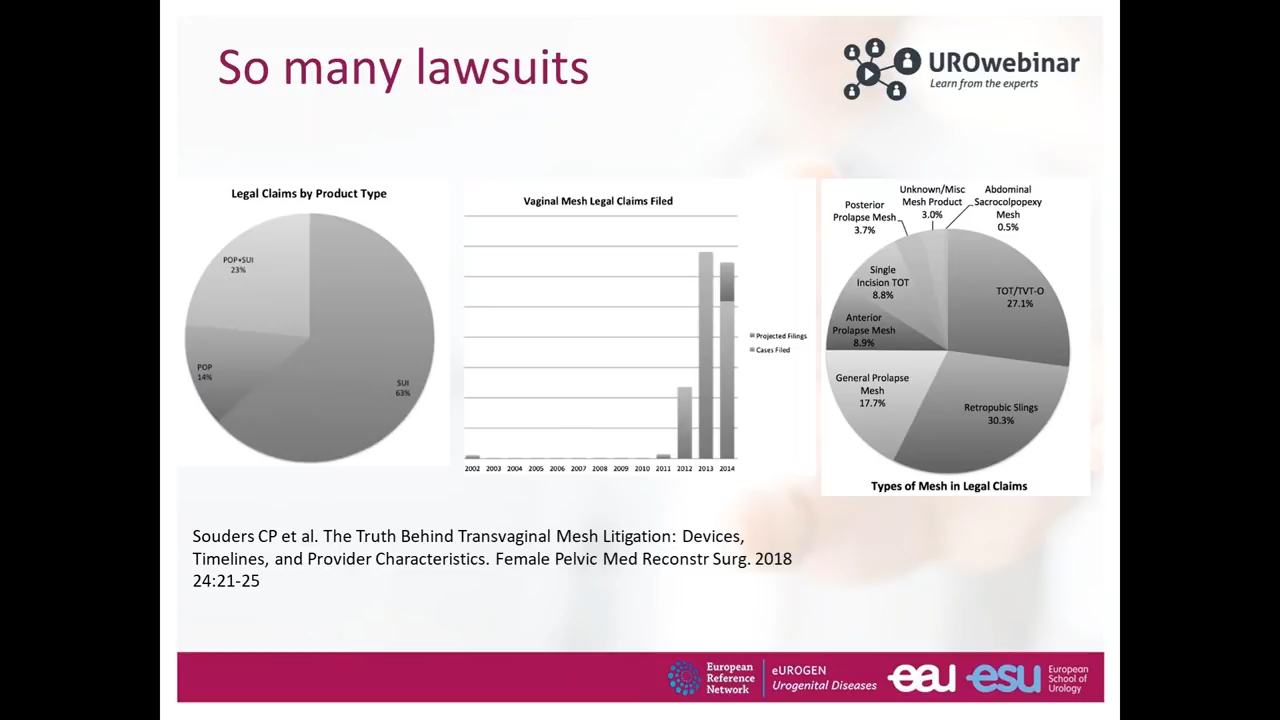 So many lawsuits
UROwebinar
Learn from the experts
Legal Claims by Product Type
POP+SUI
23%
POP
14%
SUI
63%
Vaginal Mesh Legal Claims Filed
Projected Filings
Cases Filed
2002 2003 2004 2005 2006 2007 2008 2009 2010 2011 2012 2013 2014
Unknown/Misc
Mesh Product
3.0%
Abdominal
Sacrocolpopexy
Mesh
0.5%
Posterior
Prolapse Mesh
3.7%
Single
Incision TOT
8.8%
TOT/TVT-O
27.1%
Anterior
Prolapse Mesh
8.9%
General Prolapse
Mesh
17.7%
Retropubic Slings
30.3%
Types of Mesh in Legal Claims
Souders CP et al. The Truth Behind Transvaginal Mesh Litigation: Devices,
Timelines, and Provider Characteristics. Female Pelvic Med Reconstr Surg. 2018
24:21-25
European
Reference
Network
eUROGEN
Urogenital Diseases
eau
esu
European
School of
Urology